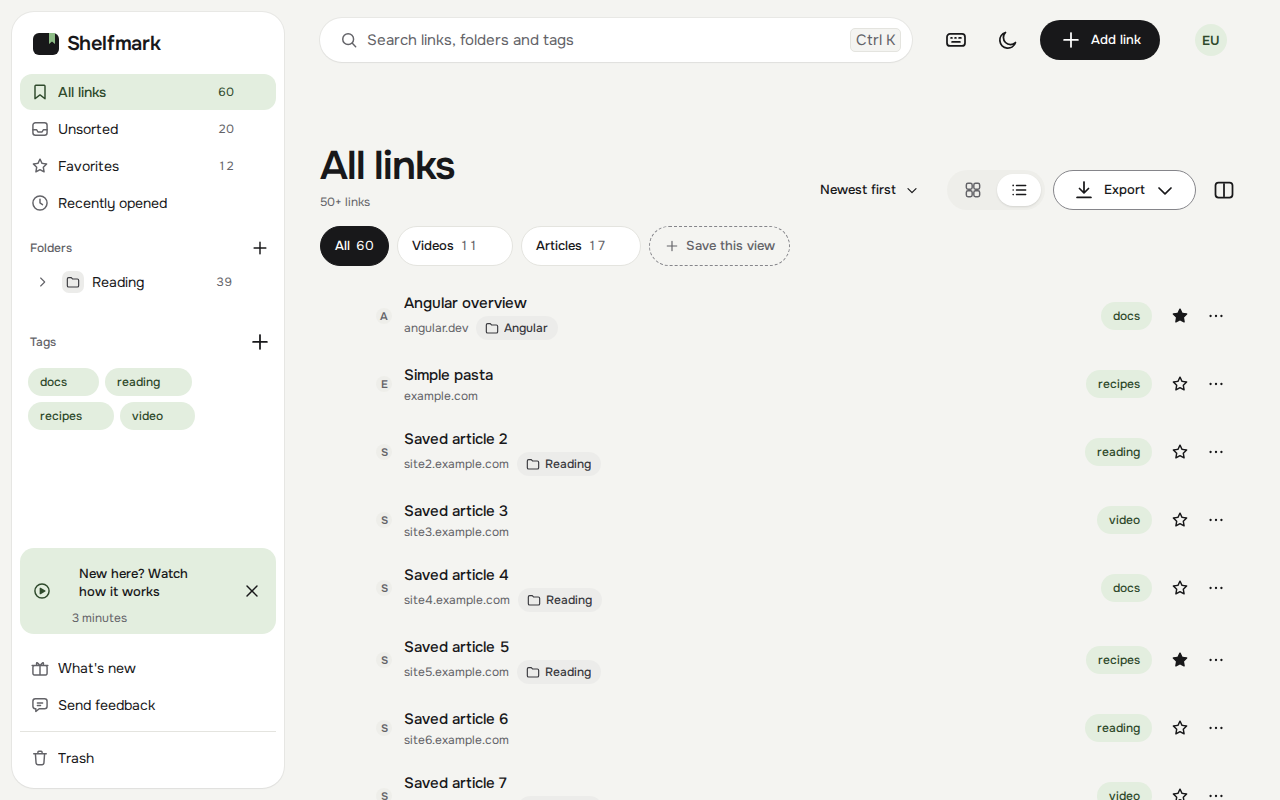 Shelfmark
Search links, folders and tags
Ctrl K
Add link
EU
All links 60
Unsorted 20
Favorites 12
Recently opened
Folders
Reading 39
Tags
docs
reading
recipes
video
New here? Watch
how it works
3 minutes
What's new
Send feedback
Trash
All links
50+ links
Newest first
Export
All 60
Videos 11
Articles 17
Save this view
A
Angular overview
angular.dev Angular
docs
E
Simple pasta
example.com
recipes
S
Saved article 2
site2.example.com Reading
reading
S
Saved article 3
site3.example.com
video
S
Saved article 4
site4.example.com Reading
docs
S
Saved article 5
site5.example.com Reading
recipes
S
Saved article 6
site6.example.com
reading
S
Saved article 7
video